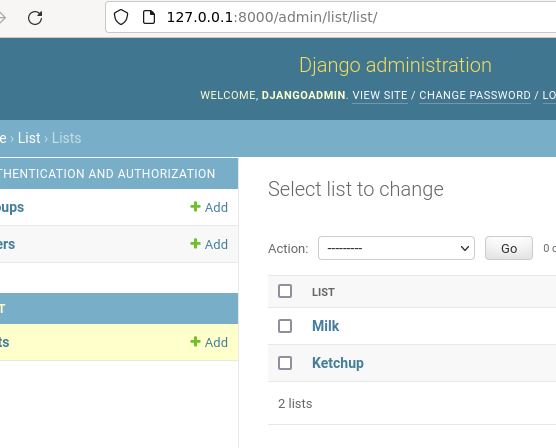 127.0.0.1:8000/admin/list/list/
Django administration
WELCOME, DJANGOADMIN. VIEW SITE / CHANGE PASSWORD / LO
e › List › Lists
THENTICATION AND AUTHORIZATION
oups + Add
ers + Add
T
ts + Add
Select list to change
Action: --------- Go 0 o
LIST
Milk
Ketchup
2 lists